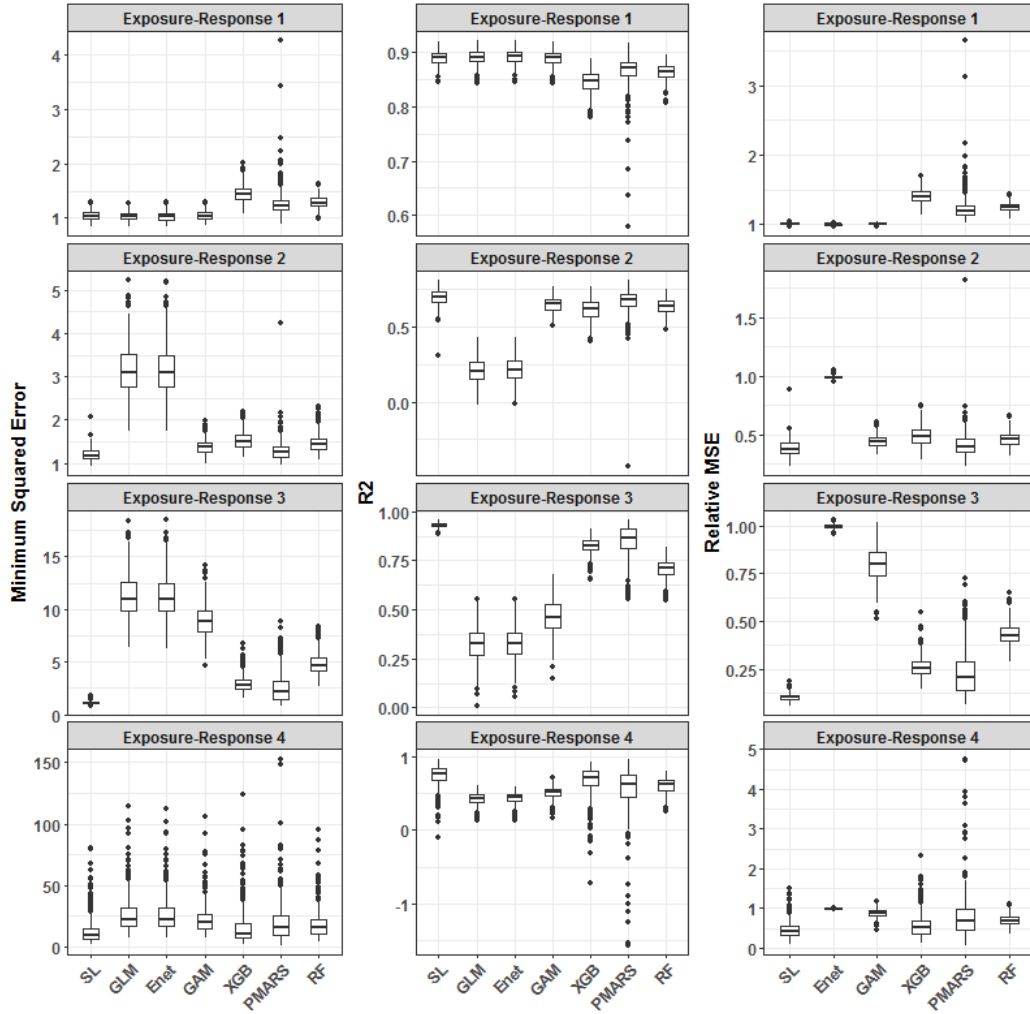 Minimum Squared Error
Exposure-Response 1
4
3
2
1
Exposure-Response 2
5
4
3
2
1
Exposure-Response 3
15
10
5
0
Exposure-Response 4
150
100
50
0
SL GLM Enet GAM XGB PMARS RF
R2
Exposure-Response 1
0.9
0.8
0.7
0.6
Exposure-Response 2
0.5
0.0
Exposure-Response 3
1.00
0.75
0.50
0.25
0.00
Exposure-Response 4
1
0
-1
SL GLM Enet GAM XGB PMARS RF
Relative MSE
Exposure-Response 1
3
2
1
Exposure-Response 2
1.5
1.0
0.5
Exposure-Response 3
1.00
0.75
0.50
0.25
Exposure-Response 4
5
4
3
2
1
0
SL Enet GAM XGB PMARS RF